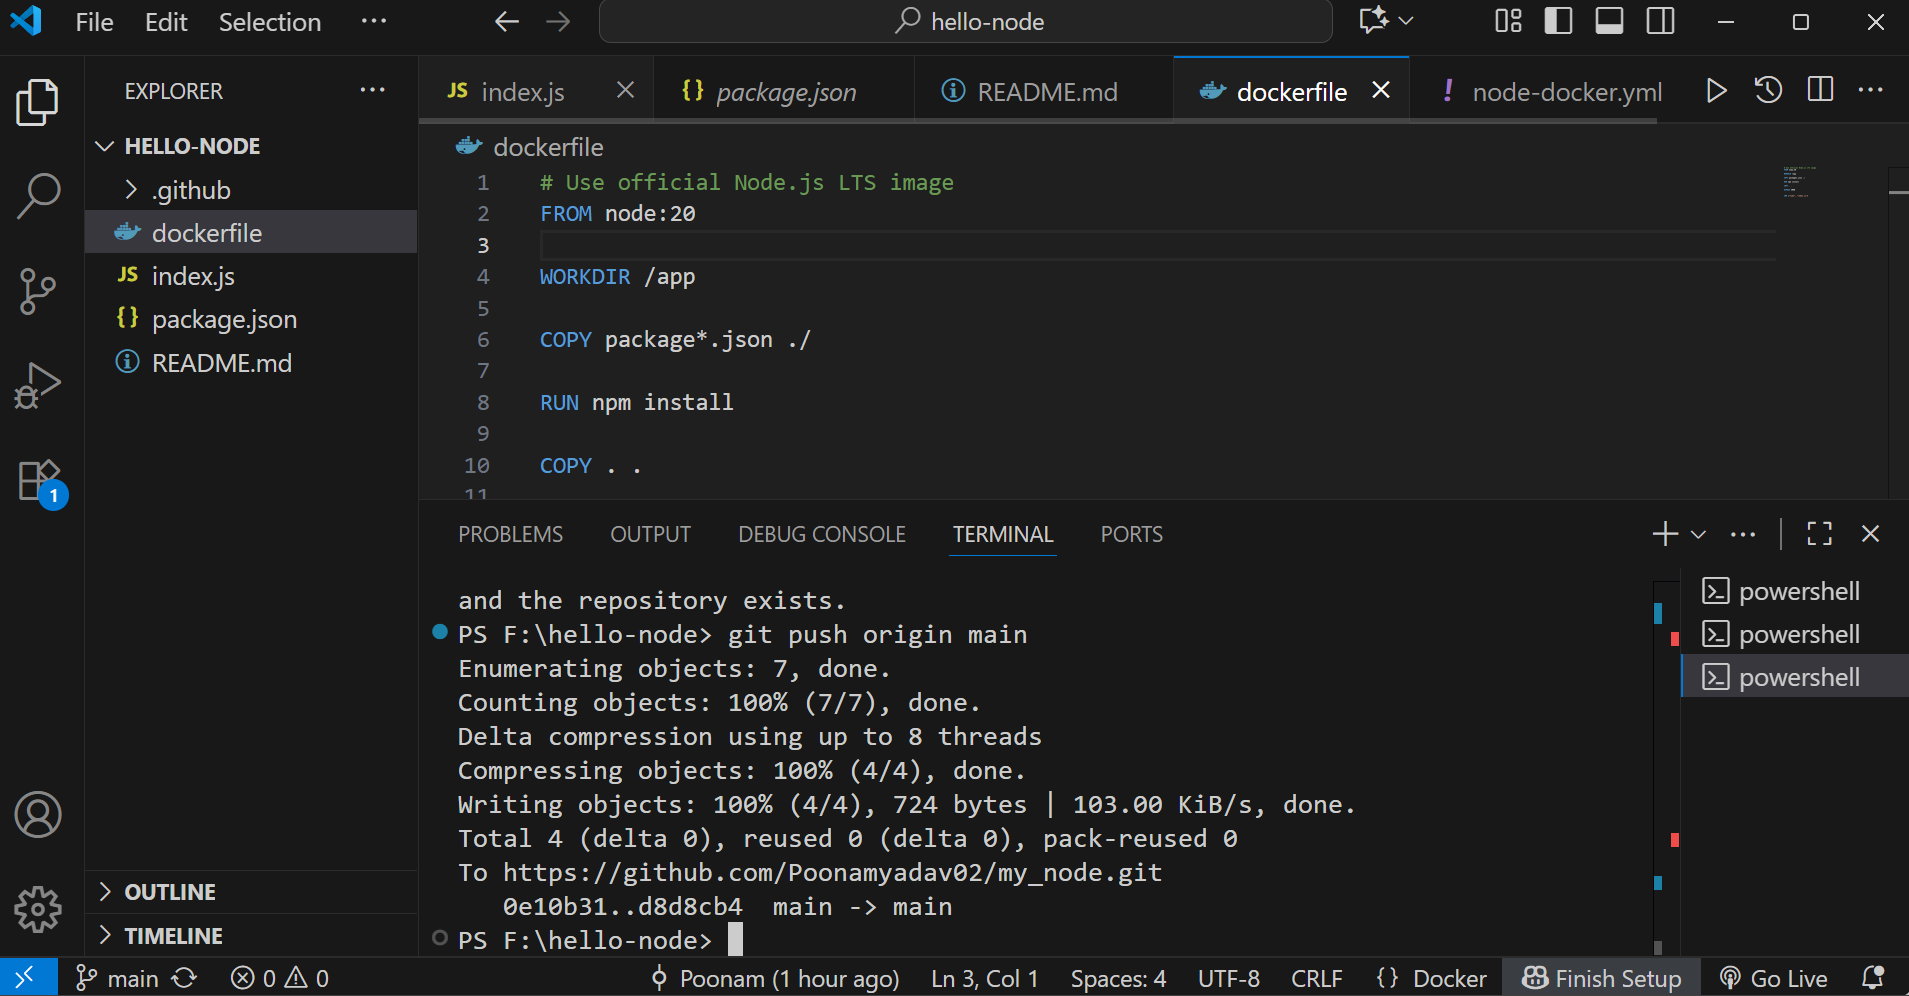 File Edit Selection ···
hello-node
EXPLORER ···
HELLO-NODE
.github
dockerfile
JS index.js
{} package.json
README.md
OUTLINE
TIMELINE
1
JS index.js
{} package.json
README.md
dockerfile
! node-docker.yml
dockerfile
1 # Use official Node.js LTS image
2 FROM node:20
3
4 WORKDIR /app
5
6 COPY package*.json ./
7
8 RUN npm install
9
10 COPY . .
11
PROBLEMS OUTPUT DEBUG CONSOLE TERMINAL PORTS
and the repository exists.
PS F:\hello-node> git push origin main
Enumerating objects: 7, done.
Counting objects: 100% (7/7), done.
Delta compression using up to 8 threads
Compressing objects: 100% (4/4), done.
Writing objects: 100% (4/4), 724 bytes | 103.00 KiB/s, done.
Total 4 (delta 0), reused 0 (delta 0), pack-reused 0
To https://github.com/Poonamyadav02/my_node.git
0e10b31..d8d8cb4 main -> main
PS F:\hello-node>
powershell
powershell
powershell
main 0 0 Poonam (1 hour ago) Ln 3, Col 1 Spaces: 4 UTF-8 CRLF {} Docker Finish Setup Go Live